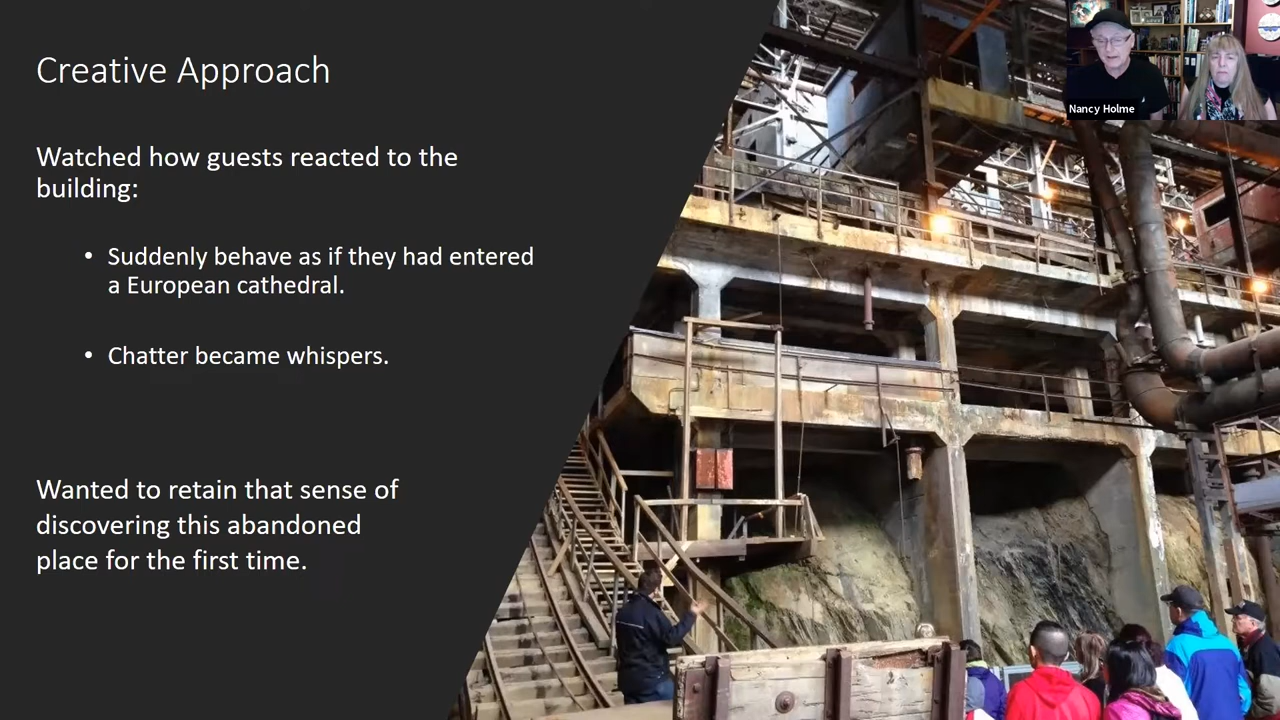 Creative Approach
Watched how guests reacted to the
building:
• Suddenly behave as if they had entered
a European cathedral.
• Chatter became whispers.
Wanted to retain that sense of
discovering this abandoned
place for the first time.
Nancy Holme